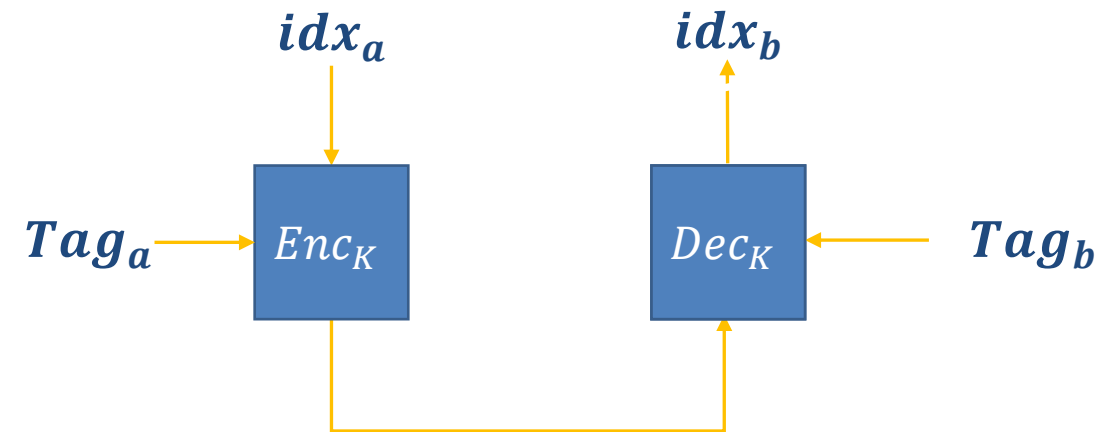 idx_a
idx_b
Tag_a
Enc_K
Dec_K
Tag_b